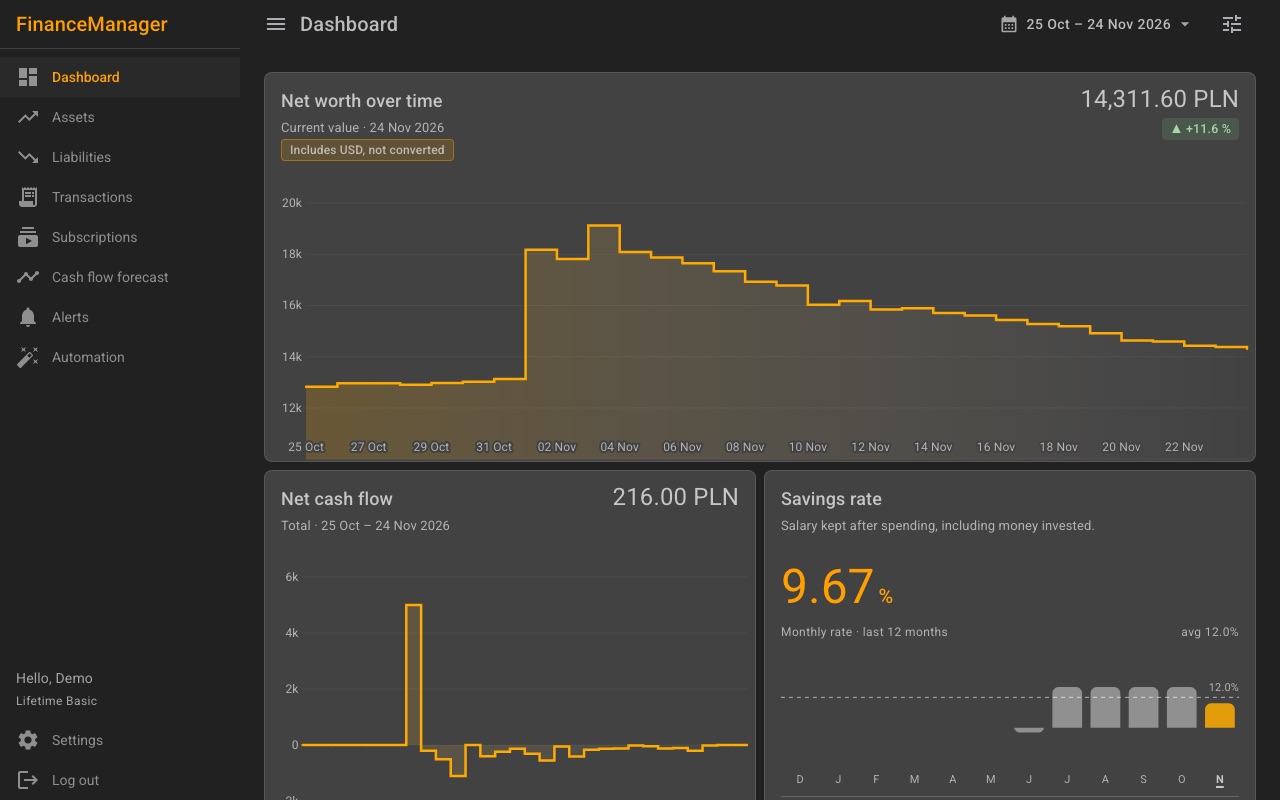 FinanceManager
Dashboard
25 Oct – 24 Nov 2026
Dashboard
Assets
Liabilities
Transactions
Subscriptions
Cash flow forecast
Alerts
Automation
Hello, Demo
Lifetime Basic
Settings
Log out
Net worth over time
14,311.60 PLN
Current value · 24 Nov 2026
▲ +11.6 %
Includes USD, not converted
20k
18k
16k
14k
12k
25 Oct 27 Oct 29 Oct 31 Oct 02 Nov 04 Nov 06 Nov 08 Nov 10 Nov 12 Nov 14 Nov 16 Nov 18 Nov 20 Nov 22 Nov
Net cash flow
216.00 PLN
Total · 25 Oct – 24 Nov 2026
6k
4k
2k
0
Savings rate
Salary kept after spending, including money invested.
9.67 %
Monthly rate · last 12 months
avg 12.0%
12.0%
D J F M A M J J A S O N